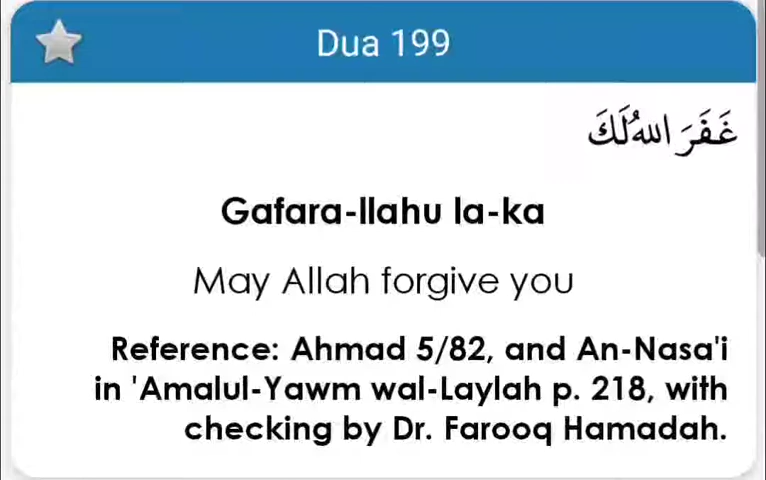 Dua 199
غَفَرَ اللهُ لَكَ
Gafara-llahu la-ka
May Allah forgive you
Reference: Ahmad 5/82, and An-Nasa'i
in 'Amalul-Yawm wal-Laylah p. 218, with
checking by Dr. Farooq Hamadah.